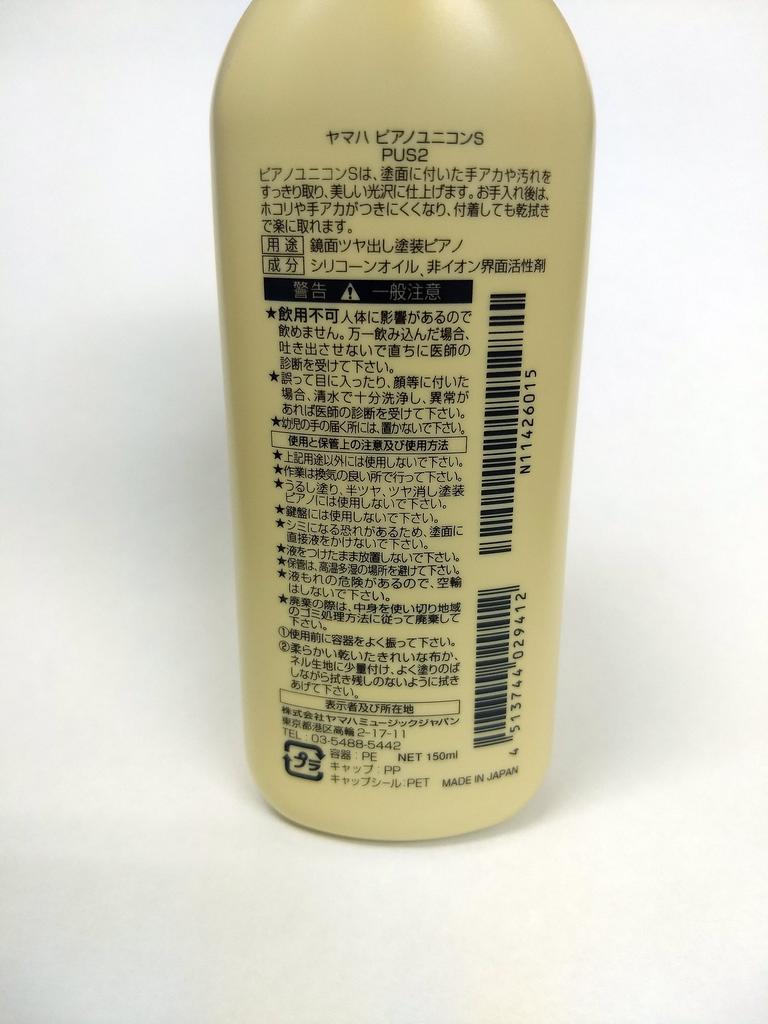 ヤマハ ピアノユニコンS
PUS2
ピアノユニコンSは、塗面に付いた手アカや汚れを
すっきり取り、美しい光沢に仕上げます。お手入れ後は、
ホコリや手アカがつきにくくなり、付着しても乾拭き
で楽に取れます。
用途 鏡面ツヤ出し塗装ピアノ
成分 シリコーンオイル、非イオン界面活性剤
警告 ⚠ 一般注意
★飲用不可人体に影響があるので
飲めません。万一飲み込んだ場合、
吐き出させないで直ちに医師の
診断を受けて下さい。
★誤って目に入ったり、顔等に付いた
場合、清水で十分洗浄し、異常が
あれば医師の診断を受けて下さい。
★幼児の手の届く所には、置かないで下さい。
使用と保管上の注意及び使用方法
★上記用途以外には使用しないで下さい。
★作業は換気の良い所で行って下さい。
★うるし塗り、半ツヤ、ツヤ消し塗装
ピアノには使用しないで下さい。
★鍵盤には使用しないで下さい。
★シミになる恐れがあるため、塗面に
直接液をかけないで下さい。
★液をつけたまま放置しないで下さい。
★保管は、高温多湿の場所を避けて下さい。
★液もれの危険があるので、空輸
はしないで下さい。
★廃棄の際は、中身を使い切り地域
のゴミ処理方法に従って廃棄して
下さい。
①使用前に容器をよく振って下さい。
②柔らかい乾いたきれいな布か、
ネル生地に少量付け、よく塗りのば
しながら拭き残しのないように拭き
あげて下さい。
表示者及び所在地
株式会社ヤマハミュージックジャパン
東京都港区高輪 2-17-11
TEL：03-5488-5442
プラ
容器：PE NET 150ml
キャップ：PP
キャップシール：PET MADE IN JAPAN
N11426015
4 513744 029412